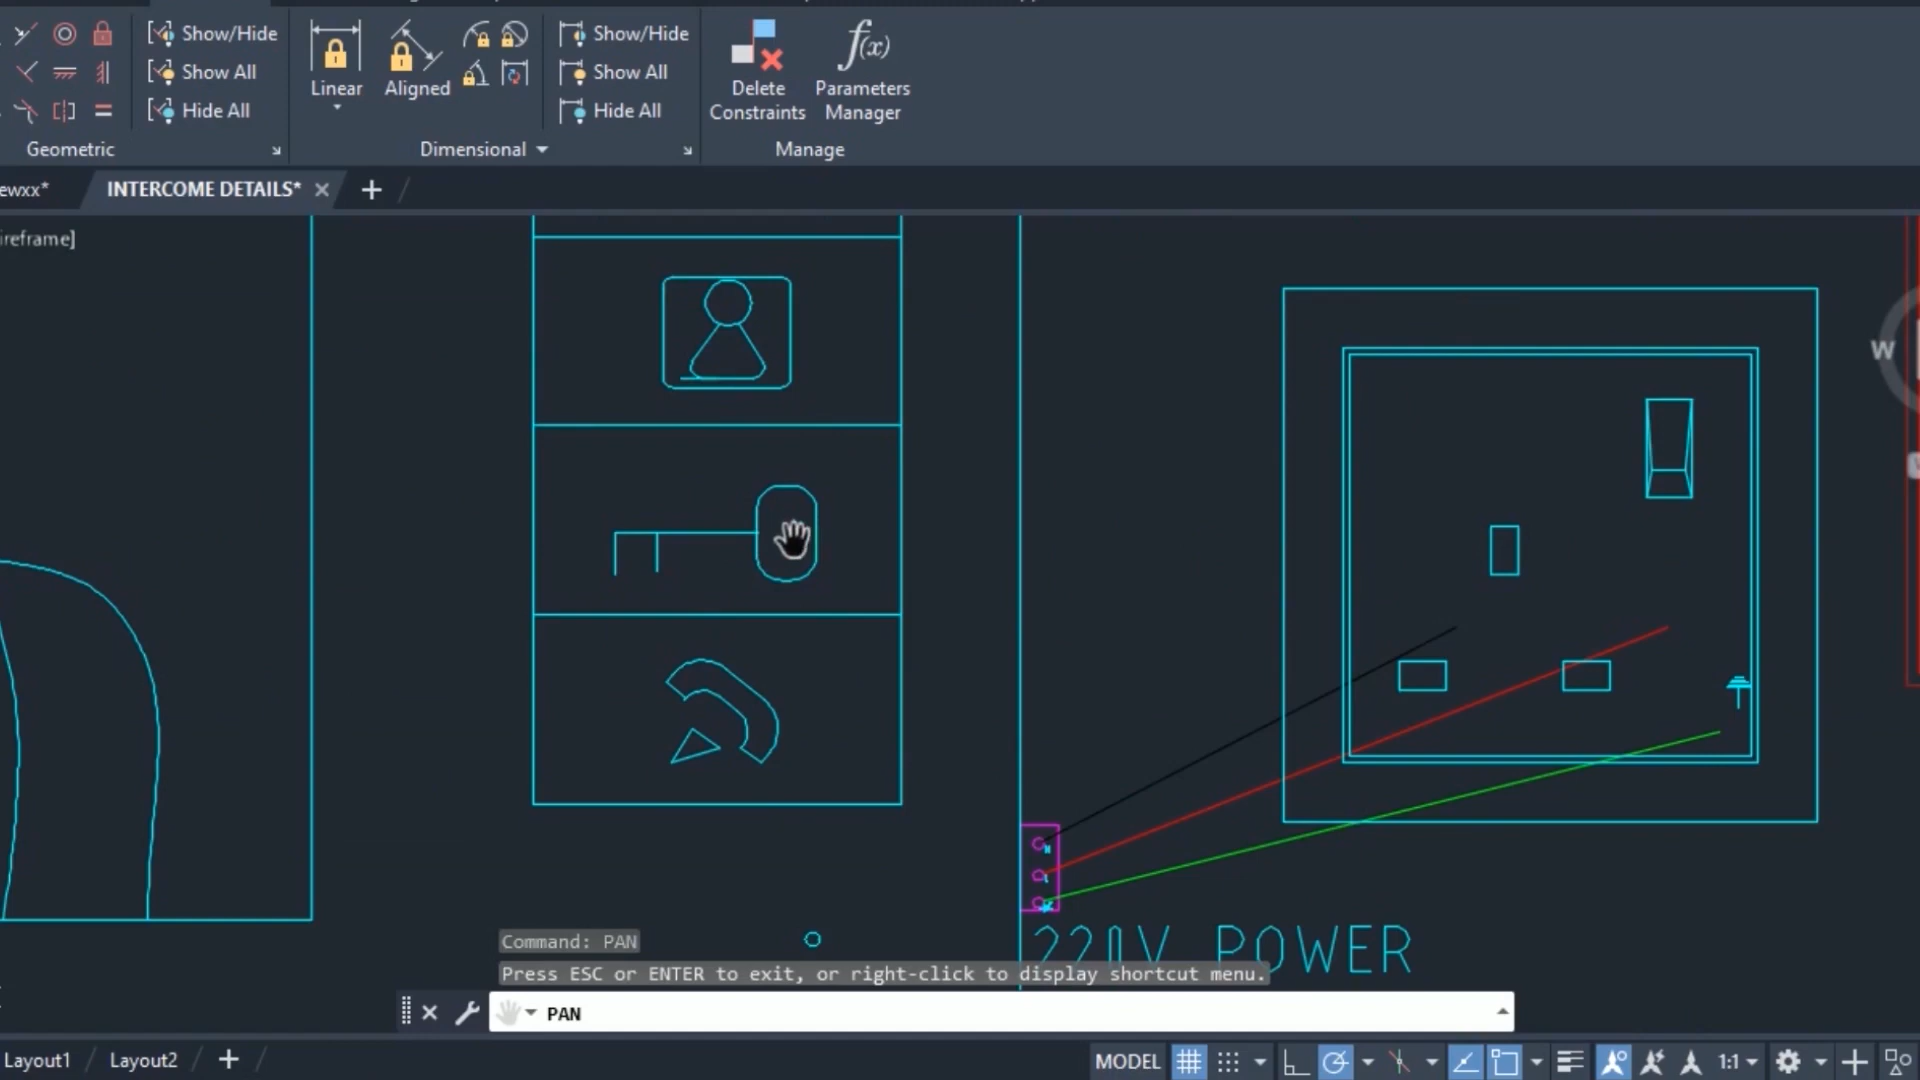 Show/Hide
Show All
Hide All
Geometric
Linear
Aligned
Show/Hide
Show All
Hide All
Dimensional
Delete
Constraints
f(x)
Parameters
Manager
Manage
ewxx*
INTERCOME DETAILS*
ireframe]
W
220V POWER
Command: PAN
Press ESC or ENTER to exit, or right-click to display shortcut menu.
PAN
Layout1
Layout2
MODEL
1:1